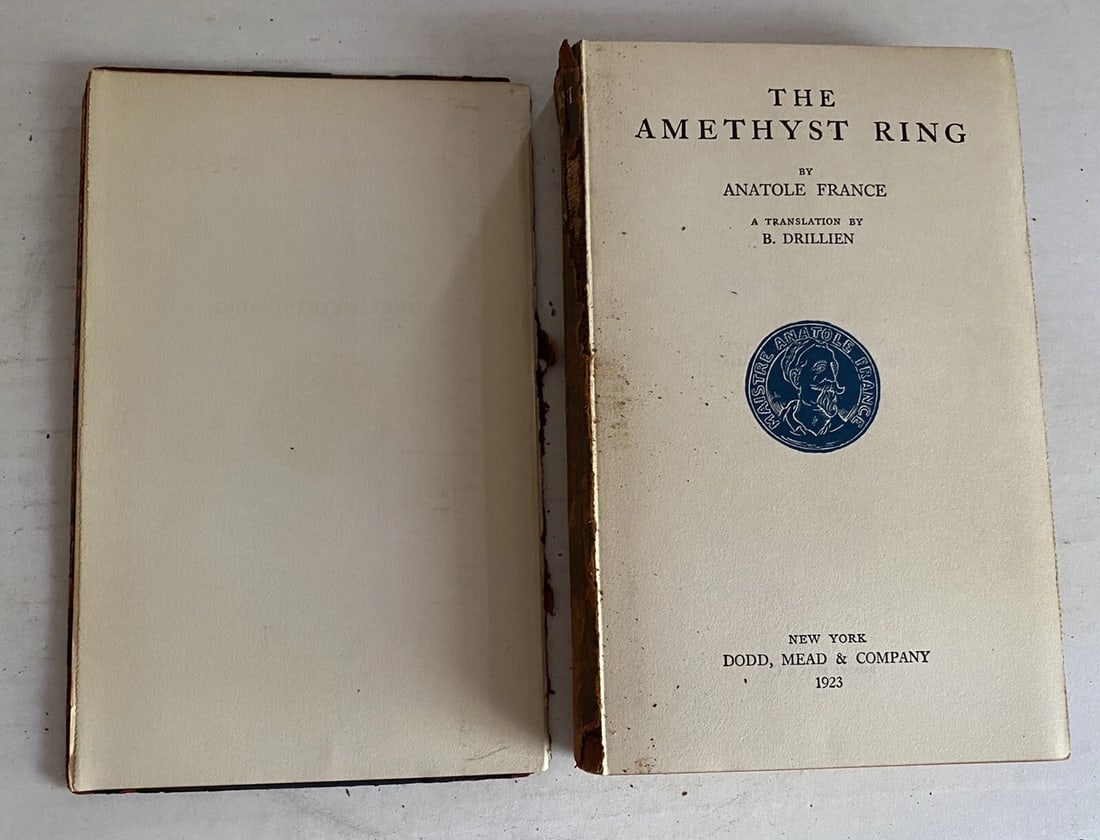 THE
AMETHYST RING
BY
ANATOLE FRANCE
A TRANSLATION BY
B. DRILLIEN
MAISTRE ANATOLE FRANCE
NEW YORK
DODD, MEAD & COMPANY
1923